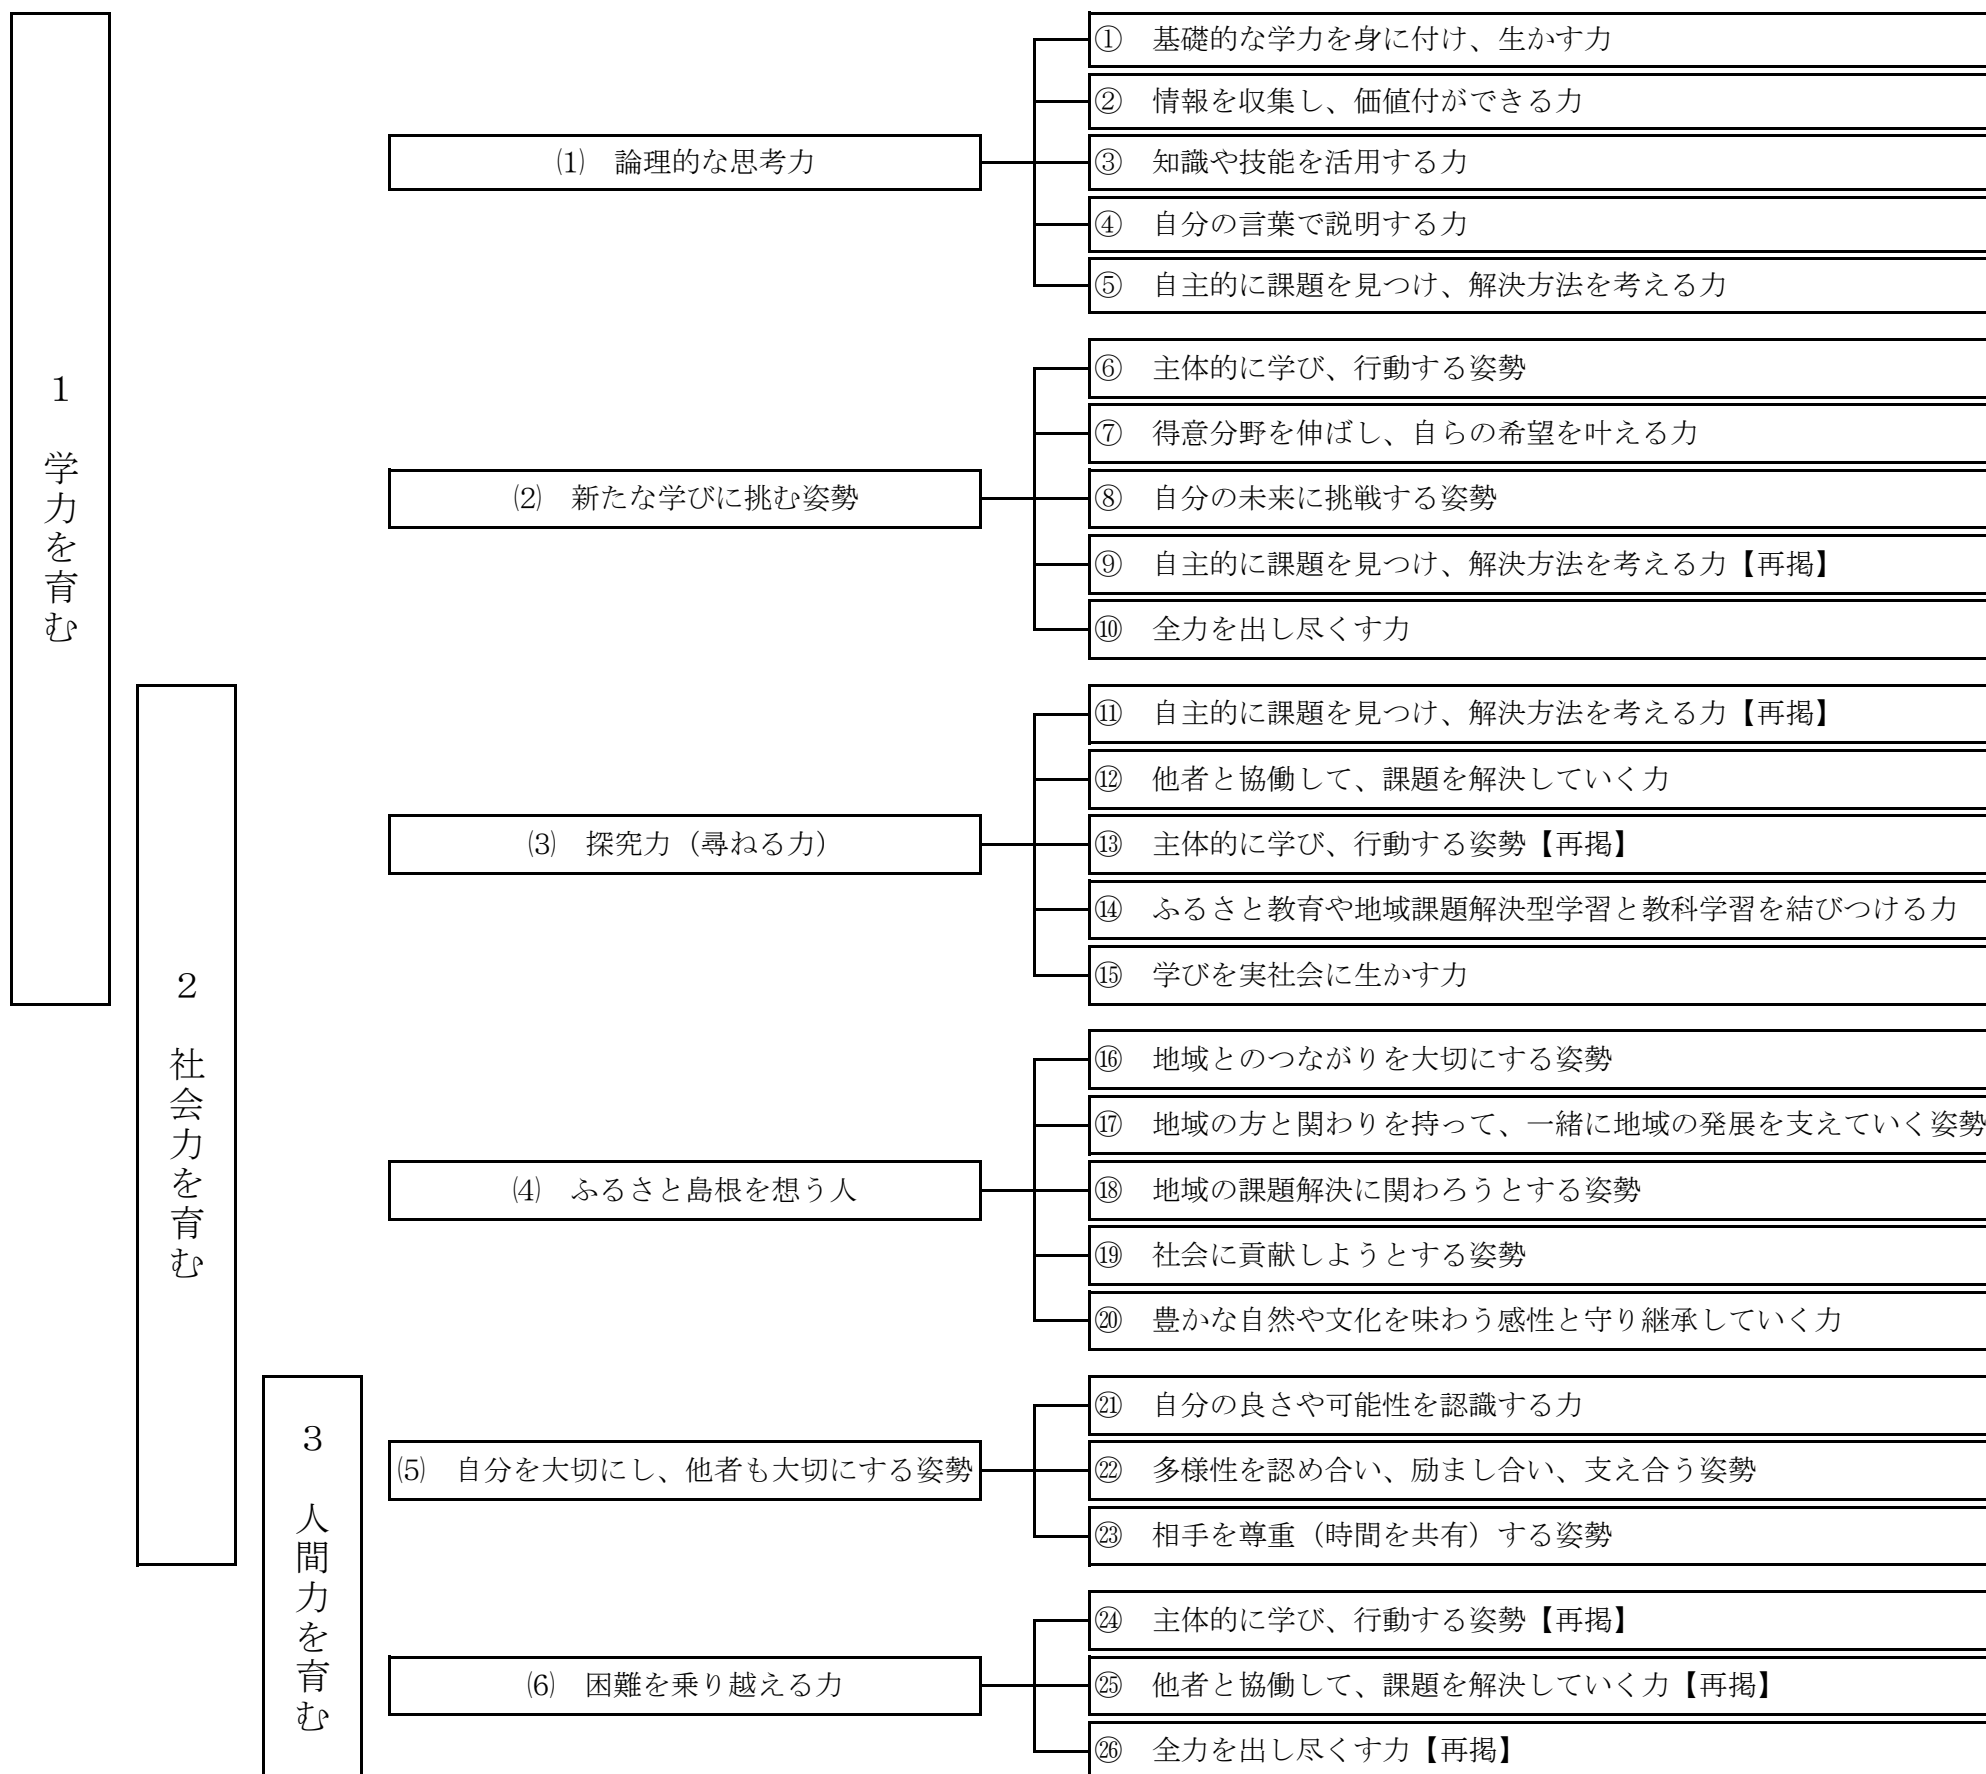 1　学力を育む
2　社会力を育む
3　人間力を育む
⑴　論理的な思考力
①　基礎的な学力を身に付け、生かす力
②　情報を収集し、価値付ができる力
③　知識や技能を活用する力
④　自分の言葉で説明する力
⑤　自主的に課題を見つけ、解決方法を考える力
⑵　新たな学びに挑む姿勢
⑥　主体的に学び、行動する姿勢
⑦　得意分野を伸ばし、自らの希望を叶える力
⑧　自分の未来に挑戦する姿勢
⑨　自主的に課題を見つけ、解決方法を考える力【再掲】
⑩　全力を出し尽くす力
⑶　探究力（尋ねる力）
⑪　自主的に課題を見つけ、解決方法を考える力【再掲】
⑫　他者と協働して、課題を解決していく力
⑬　主体的に学び、行動する姿勢【再掲】
⑭　ふるさと教育や地域課題解決型学習と教科学習を結びつける力
⑮　学びを実社会に生かす力
⑷　ふるさと島根を想う人
⑯　地域とのつながりを大切にする姿勢
⑰　地域の方と関わりを持って、一緒に地域の発展を支えていく姿勢
⑱　地域の課題解決に関わろうとする姿勢
⑲　社会に貢献しようとする姿勢
⑳　豊かな自然や文化を味わう感性と守り継承していく力
⑸　自分を大切にし、他者も大切にする姿勢
㉑　自分の良さや可能性を認識する力
㉒　多様性を認め合い、励まし合い、支え合う姿勢
㉓　相手を尊重（時間を共有）する姿勢
⑹　困難を乗り越える力
㉔　主体的に学び、行動する姿勢【再掲】
㉕　他者と協働して、課題を解決していく力【再掲】
㉖　全力を出し尽くす力【再掲】